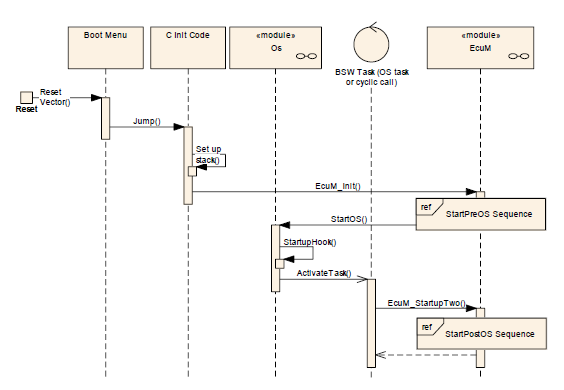 Boot Menu
C Init Code
«module»
Os
BSW Task (OS task
or cyclic call)
«module»
EcuM
Reset
Reset
Vector()
Jump()
Set up
stack()
EcuM_Init()
ref
StartPreOS Sequence
StartOS()
StartupHook()
ActivateTask()
EcuM_StartupTwo()
ref
StartPostOS Sequence